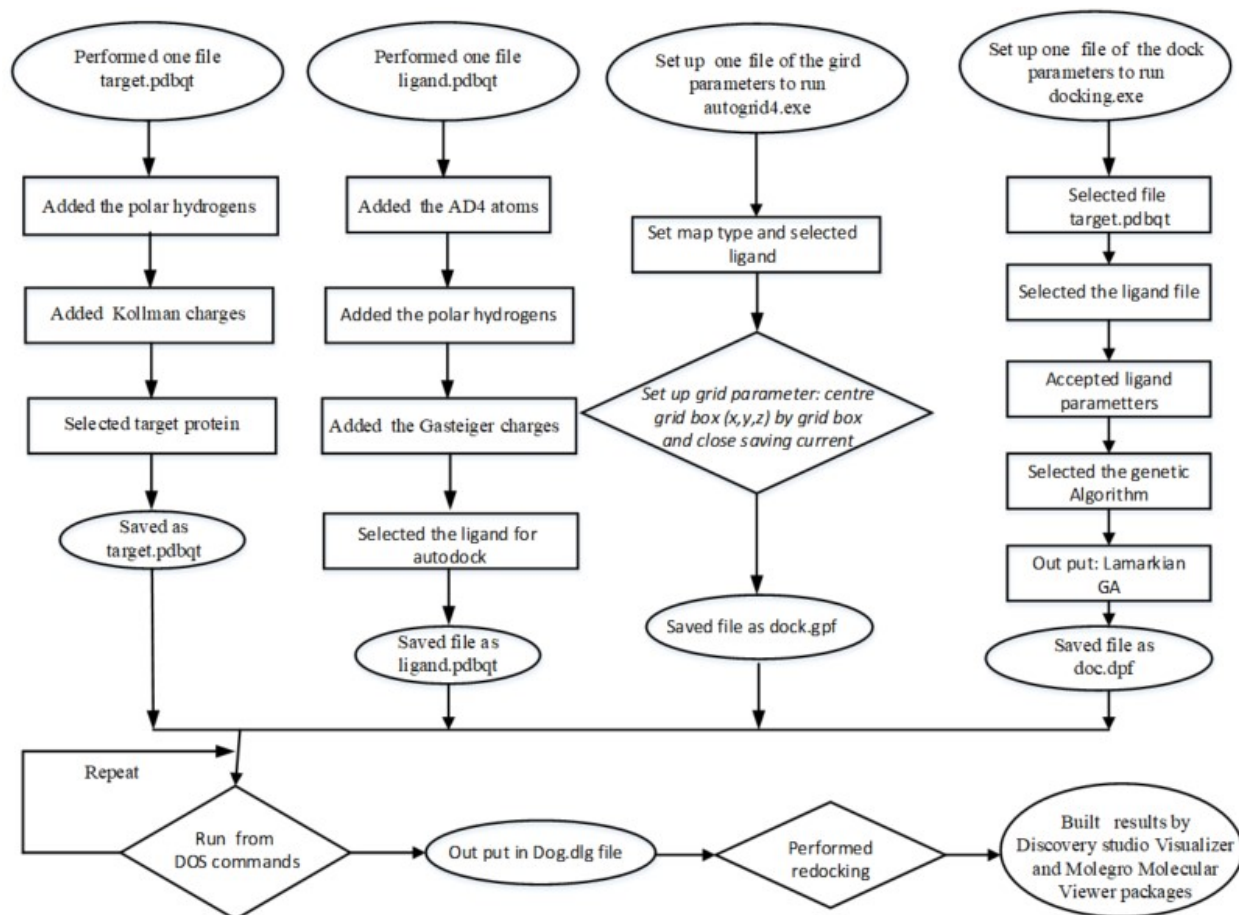 Performed one file
target.pdbqt
Added the polar hydrogens
Added Kollman charges
Selected target protein
Saved as
target.pdbqt
Performed one file
ligand.pdbqt
Added the AD4 atoms
Added the polar hydrogens
Added the Gasteiger charges
Selected the ligand for
autodock
Saved file as
ligand.pdbqt
Set up one file of the gird
parameters to run
autogrid4.exe
Set map type and selected
ligand
Set up grid parameter: centre
grid box (x,y,z) by grid box
and close saving current
Saved file as dock.gpf
Set up one file of the dock
parameters to run
docking.exe
Selected file
target.pdbqt
Selected the ligand file
Accepted ligand
parametters
Selected the genetic
Algorithm
Out put: Lamarkian
GA
Saved file as
doc.dpf
Repeat
Run from
DOS commands
Out put in Dog.dlg file
Performed
redocking
Built results by
Discovery studio Visualizer
and Molegro Molecular
Viewer packages